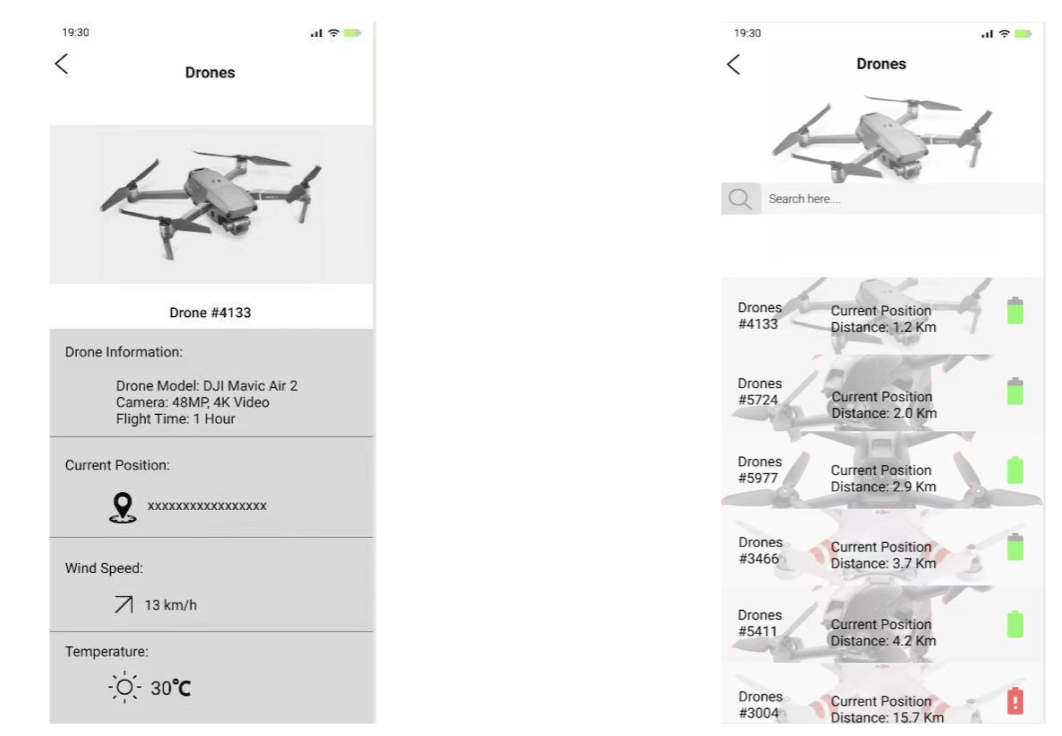 19:30
Drones
Drone #4133
Drone Information:
Drone Model: DJI Mavic Air 2
Camera: 48MP, 4K Video
Flight Time: 1 Hour
Current Position:
xxxxxxxxxxxxxxxxx
Wind Speed:
13 km/h
Temperature:
30°C
19:30
Drones
Search here....
Drones
#4133
Current Position
Distance: 1.2 Km
Drones
#5724
Current Position
Distance: 2.0 Km
Drones
#5977
Current Position
Distance: 2.9 Km
Drones
#3466
Current Position
Distance: 3.7 Km
Drones
#5411
Current Position
Distance: 4.2 Km
Drones
#3004
Current Position
Distance: 15.7 Km